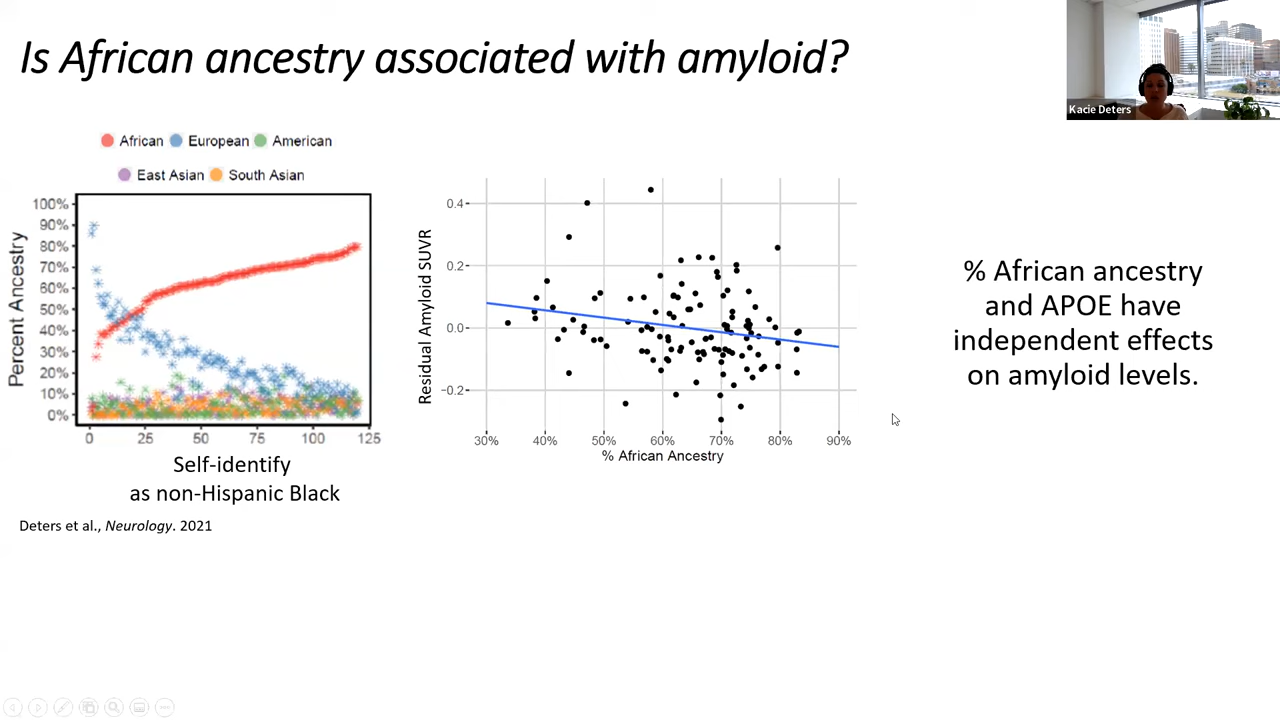 Is African ancestry associated with amyloid?
Kacie Deters
African European American
East Asian South Asian
Percent Ancestry
100%
90%
80%
70%
60%
50%
40%
30%
20%
10%
0%
0 25 50 75 100 125
Self-identify
as non-Hispanic Black
Deters et al., Neurology. 2021
Residual Amyloid SUVR
0.4
0.2
0.0
−0.2
30% 40% 50% 60% 70% 80% 90%
% African Ancestry
% African ancestry
and APOE have
independent effects
on amyloid levels.